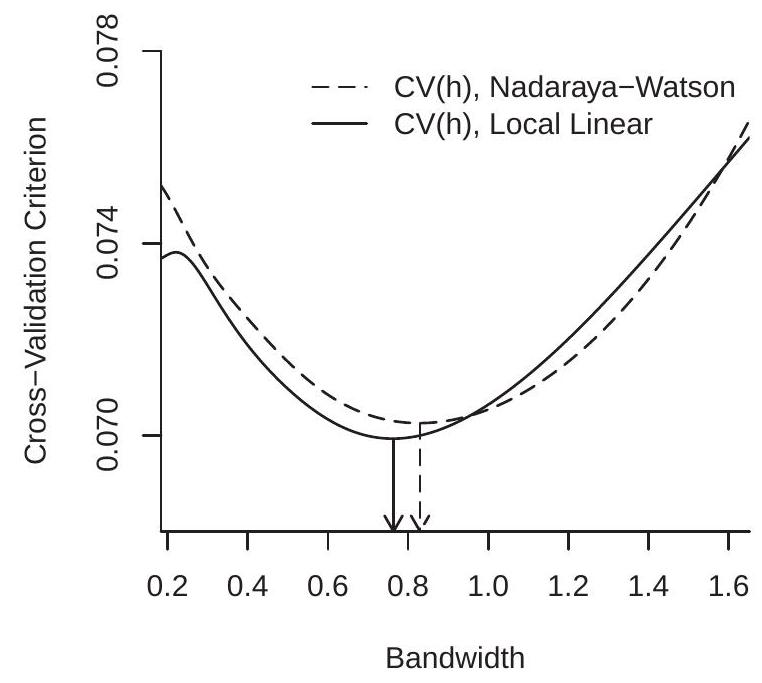 CV(h), Nadaraya−Watson
CV(h), Local Linear
Cross−Validation Criterion
0.078
0.074
0.070
0.2 0.4 0.6 0.8 1.0 1.2 1.4 1.6
Bandwidth